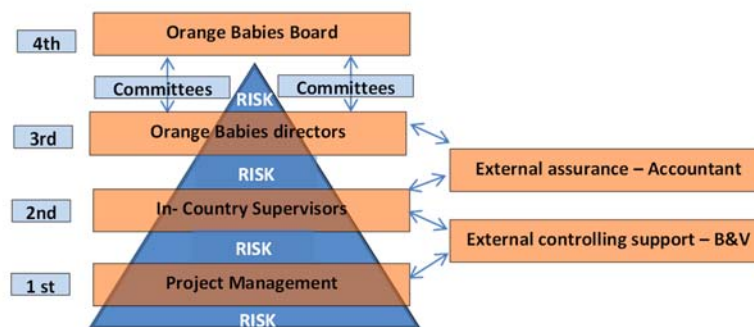 4th
Orange Babies Board
Committees
Committees
RISK
3rd
Orange Babies directors
RISK
External assurance – Accountant
2nd
In- Country Supervisors
RISK
External controlling support – B&V
1 st
Project Management
RISK